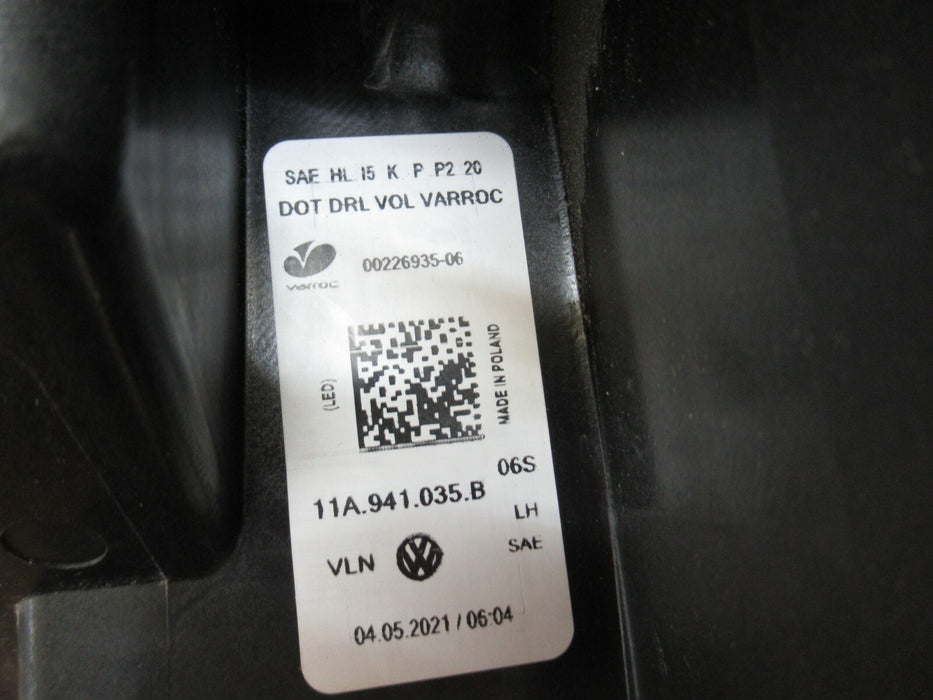 SAE HL I5 K P P2 20
DOT DRL VOL VARROC
varroc
00226935-06
(LED)
MADE IN POLAND
06S
11A.941.035.B
LH
VLN
SAE
04.05.2021 / 06:04